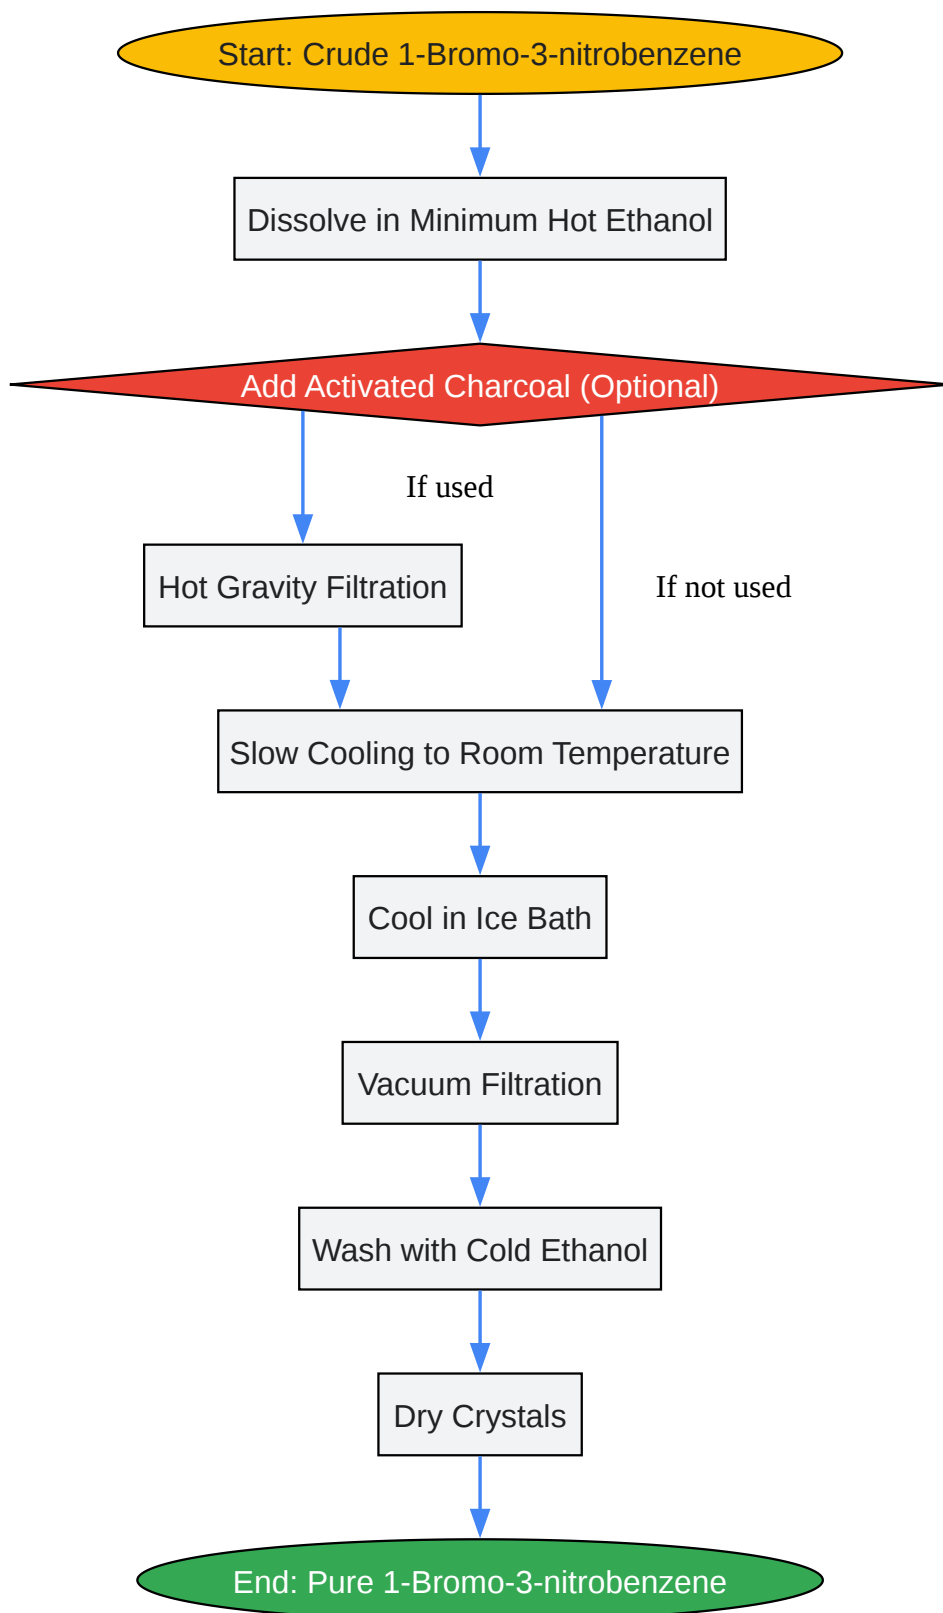 Start: Crude 1-Bromo-3-nitrobenzene
Dissolve in Minimum Hot Ethanol
Add Activated Charcoal (Optional)
If used
Hot Gravity Filtration
If not used
Slow Cooling to Room Temperature
Cool in Ice Bath
Vacuum Filtration
Wash with Cold Ethanol
Dry Crystals
End: Pure 1-Bromo-3-nitrobenzene